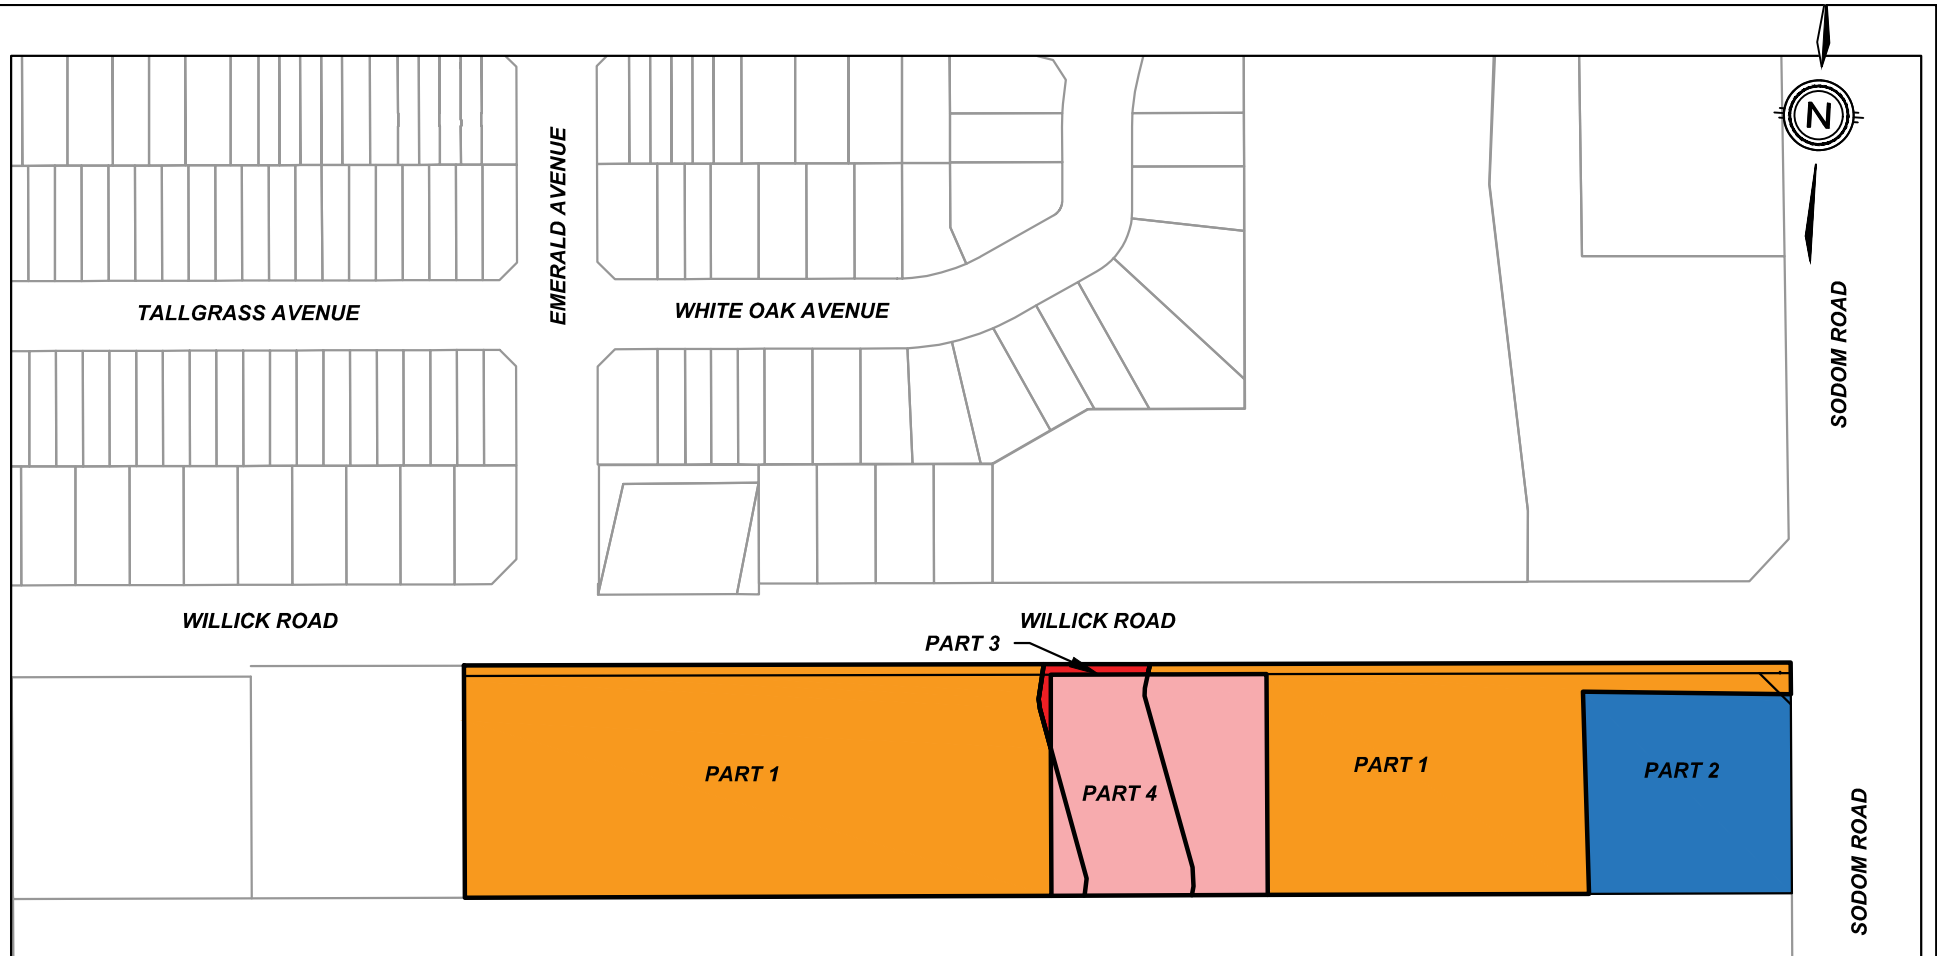 N
EMERALD AVENUE
TALLGRASS AVENUE
WHITE OAK AVENUE
SODOM ROAD
WILLICK ROAD
WILLICK ROAD
PART 3
PART 1
PART 4
PART 1
PART 2
SODOM ROAD